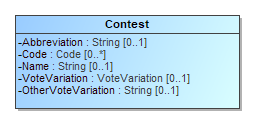 Contest
-Abbreviation : String [0..1]
-Code : Code [0..*]
-Name : String [0..1]
-VoteVariation : VoteVariation [0..1]
-OtherVoteVariation : String [0..1]